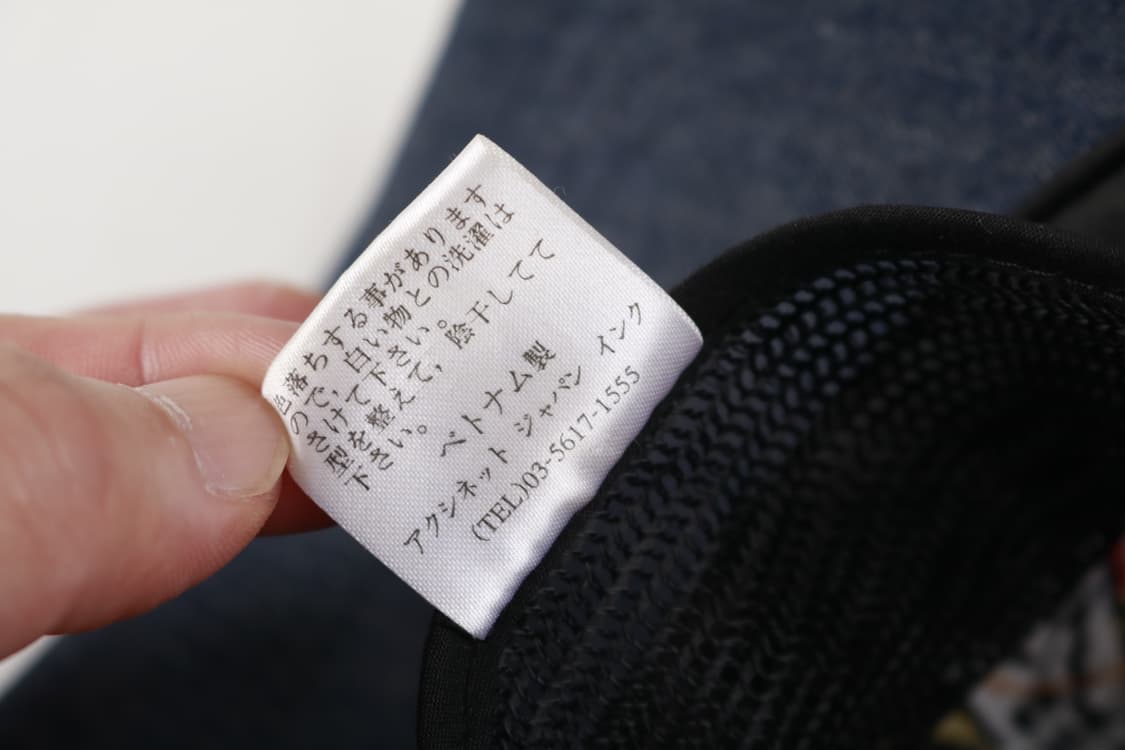 色落ちする事があります
ので、白い物との洗濯は
さけて下さい。
型を整えて、陰干してて
下さい。
ベトナム製
アクシネット ジャパン インク
(TEL)03-5617-1555